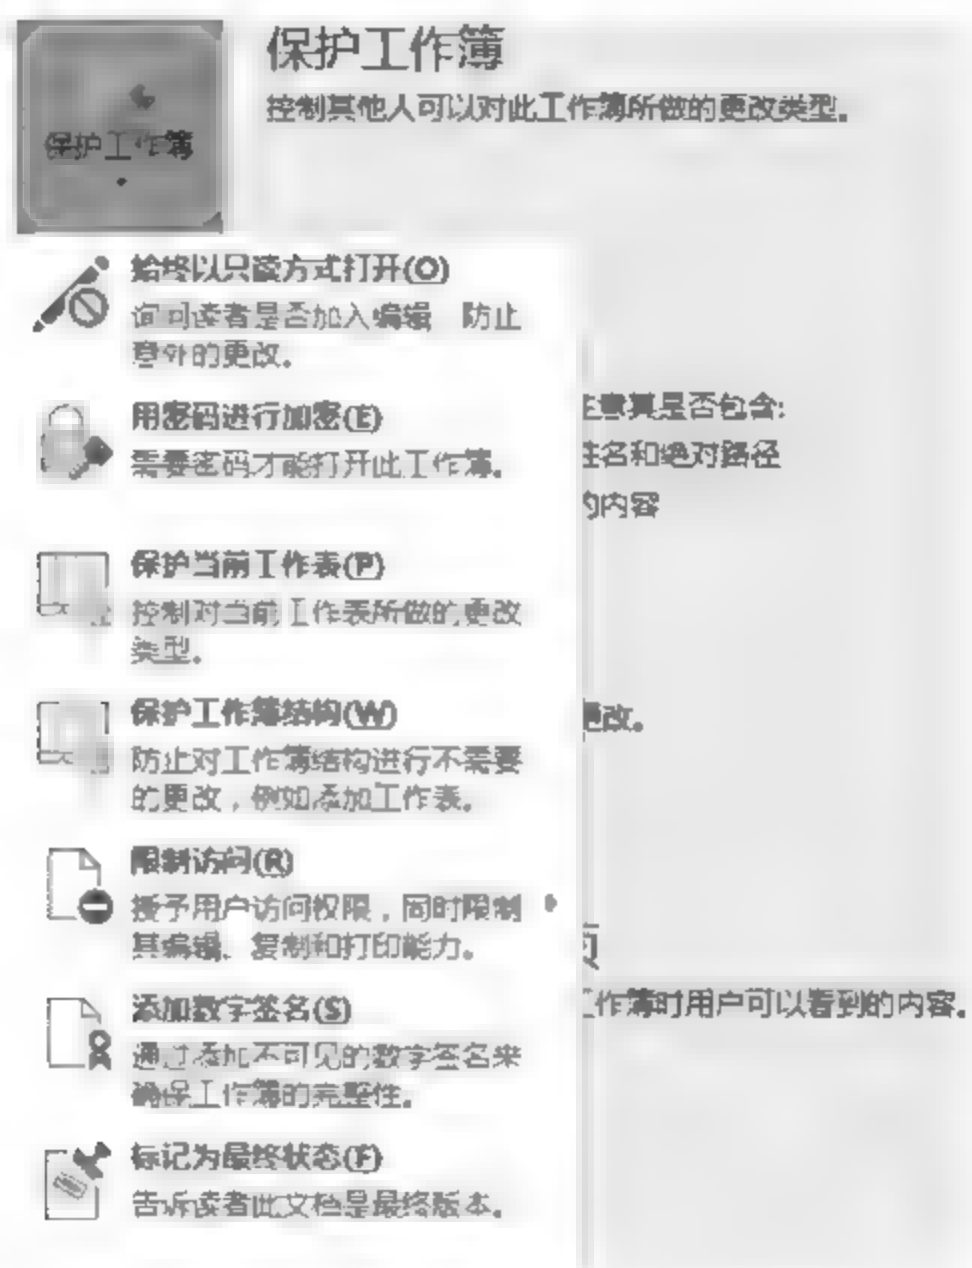 保护工作簿
控制其他人可以对此工作簿所做的更改类型。
保护工作簿
始终以只读方式打开(O)
询问读者是否加入编辑，防止
意外的更改。
用密码进行加密(E)
需要密码才能打开此工作簿。
注意其是否包含:
姓名和绝对路径
的内容
保护当前工作表(P)
控制对当前工作表所做的更改
类型。
保护工作簿结构(W)
更改。
防止对工作簿结构进行不需要
的更改，例如添加工作表。
限制访问(R)
授予用户访问权限，同时限制
其编辑、复制和打印能力。
页
添加数字签名(S)
工作簿时用户可以看到的内容。
通过添加不可见的数字签名来
确保工作簿的完整性。
标记为最终状态(F)
告诉读者此文档是最终版本。